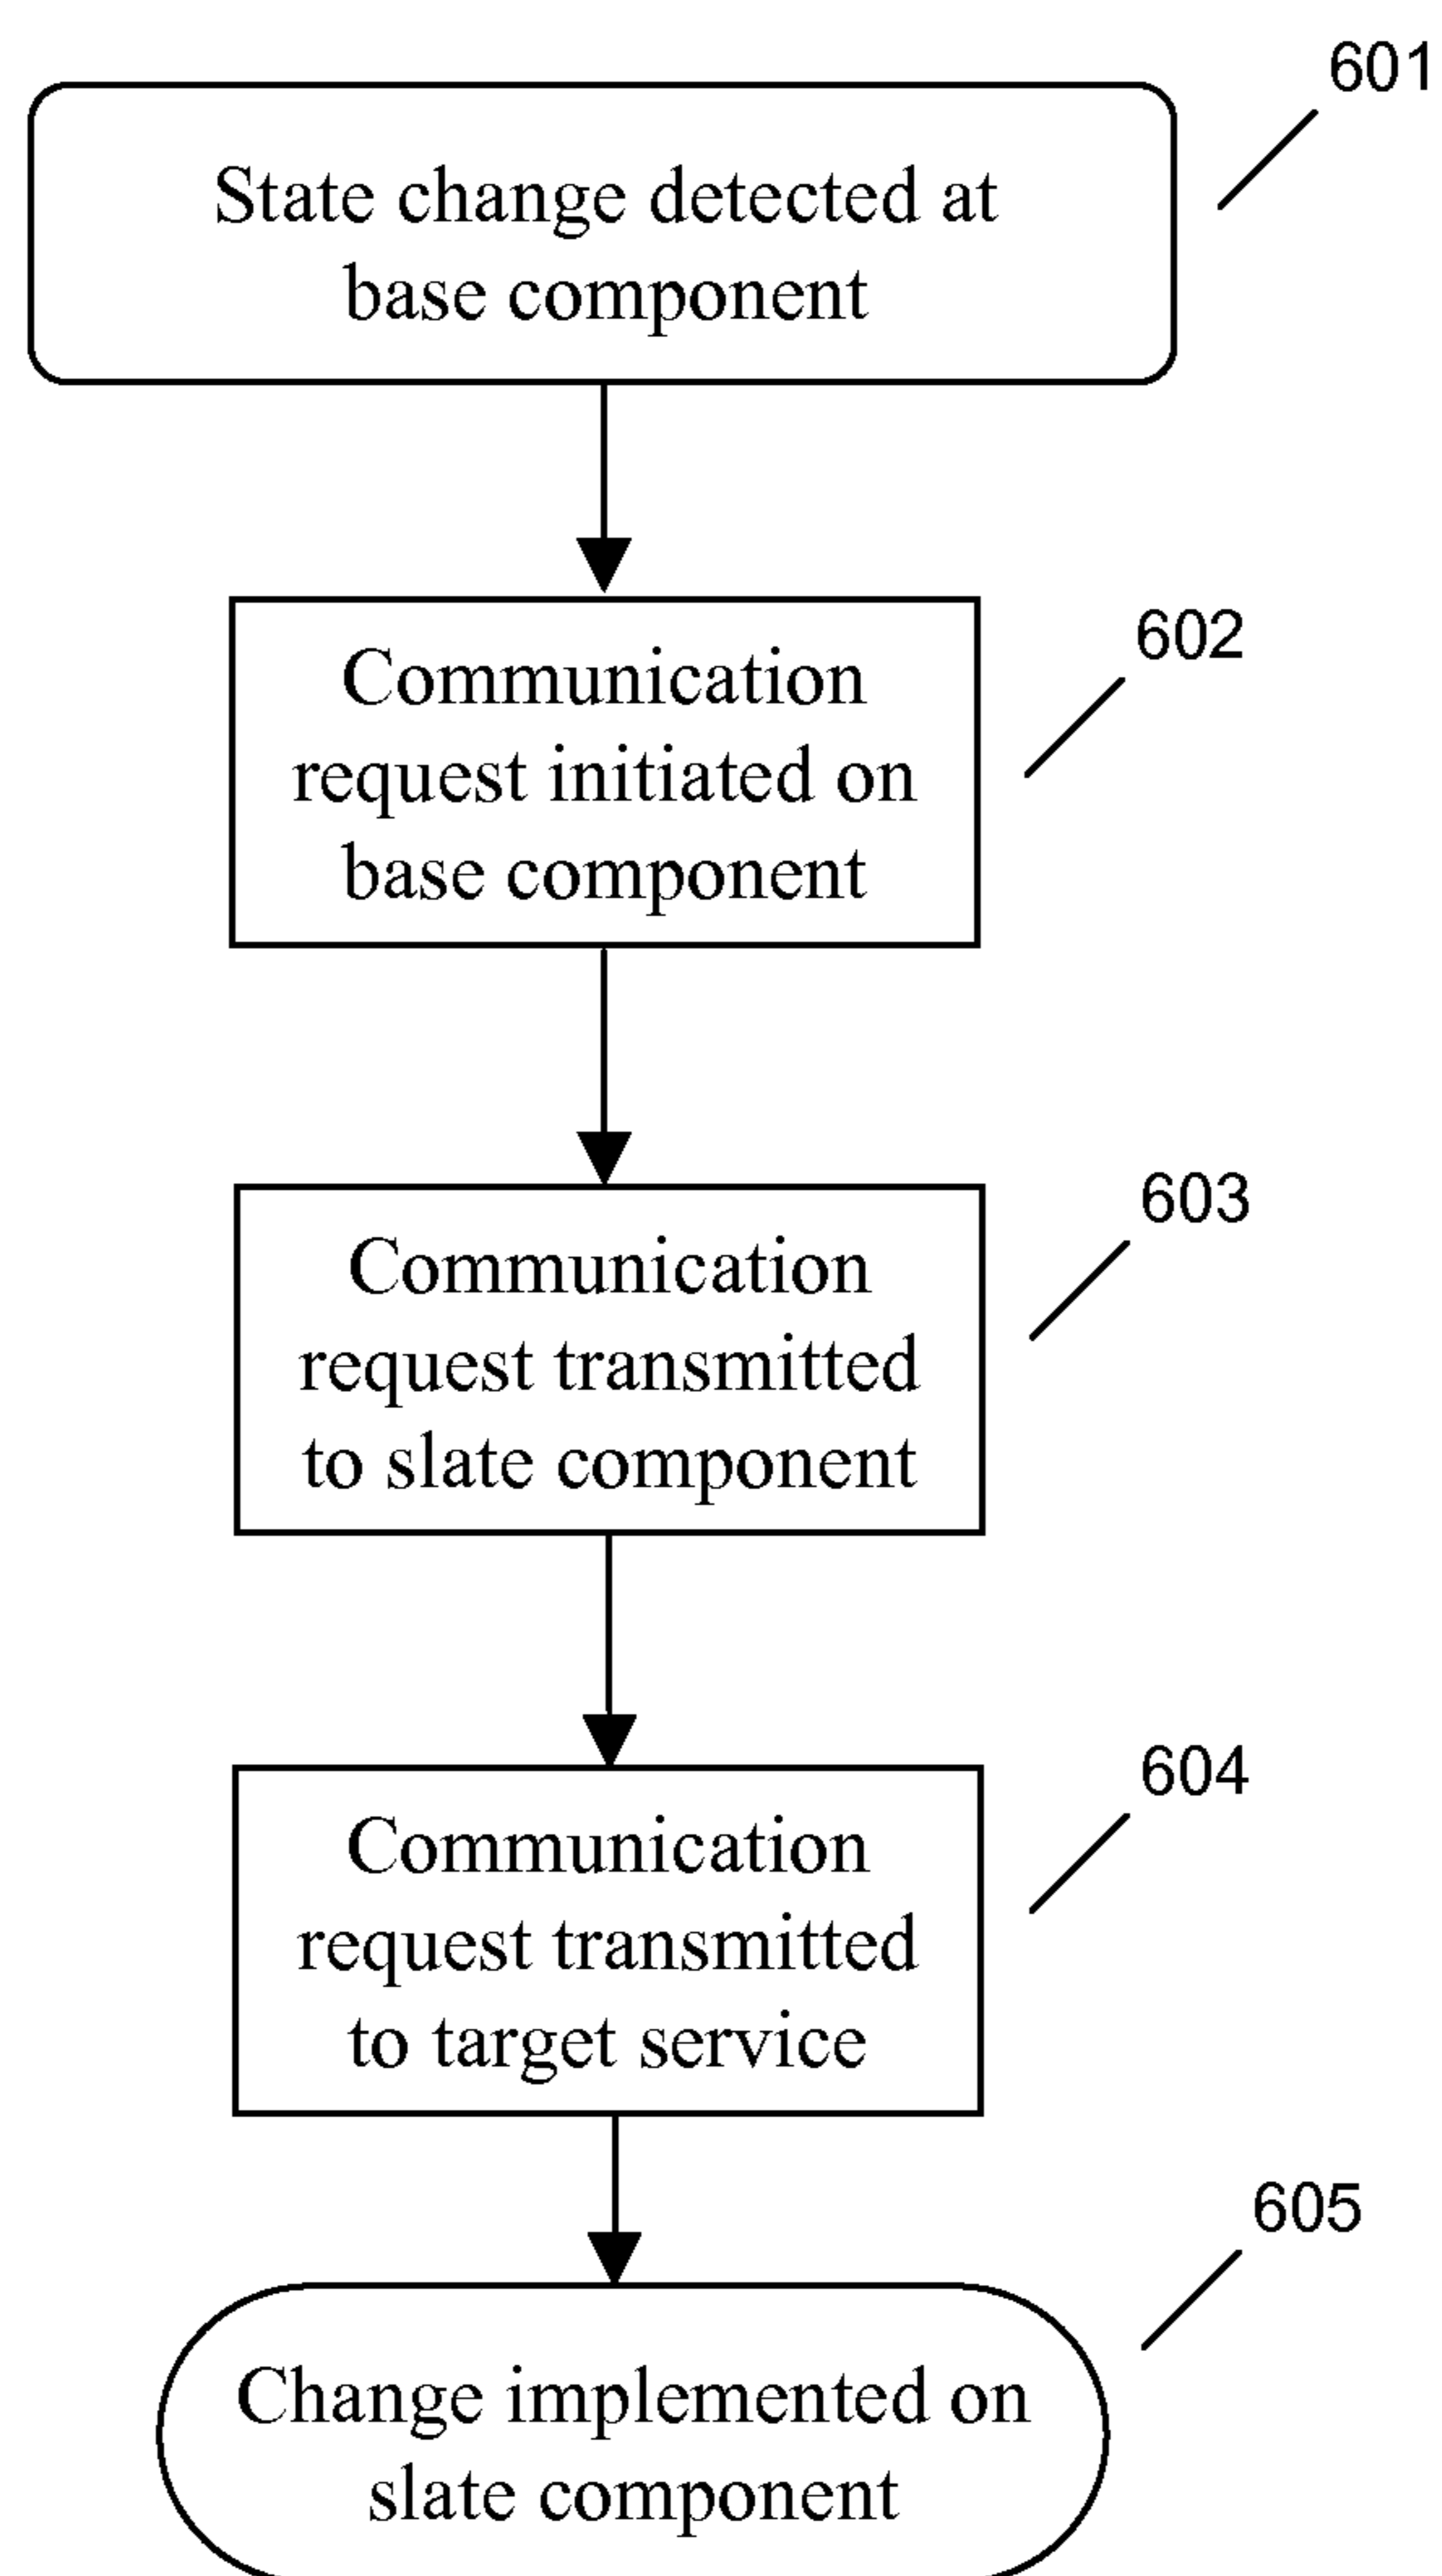 601
State change detected at
base component
602
Communication
request initiated on
base component
603
Communication
request transmitted
to slate component
604
Communication
request transmitted
to target service
605
Change implemented on
slate component